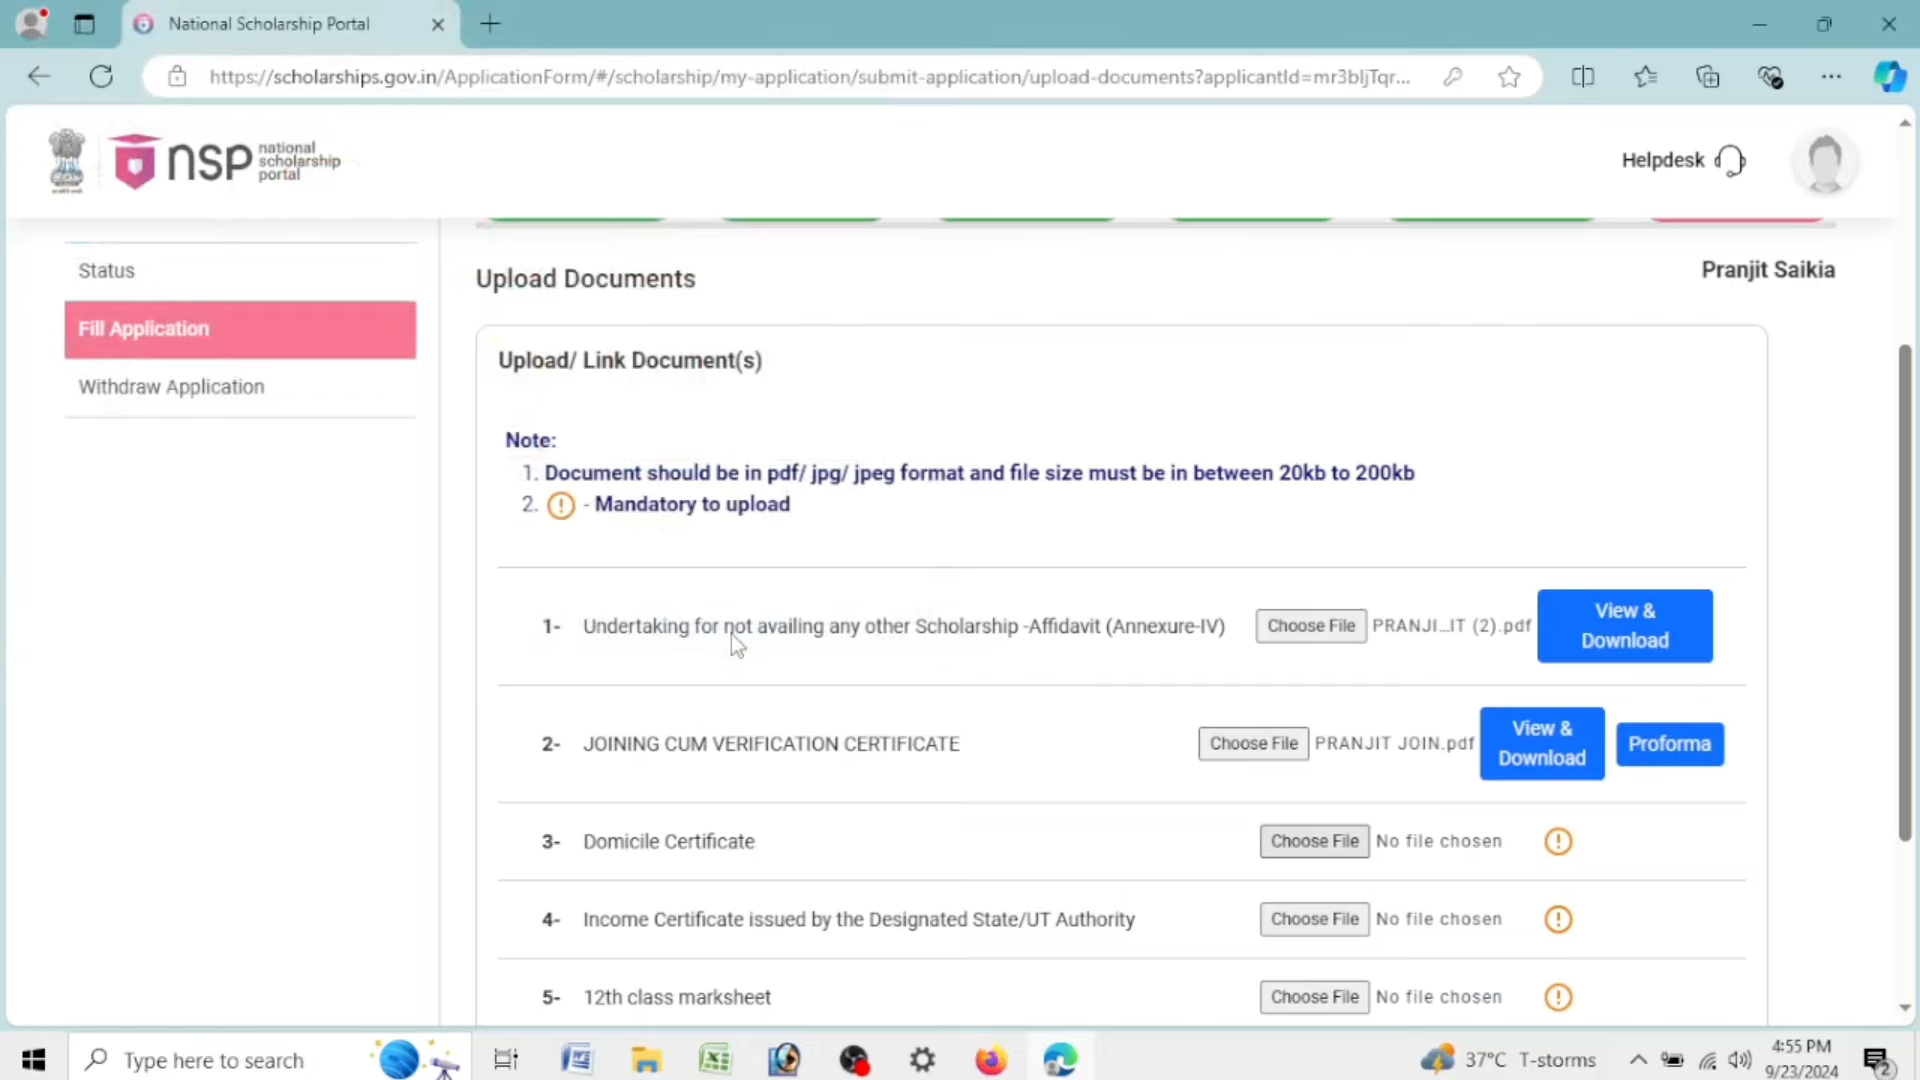 National Scholarship Portal
https://scholarships.gov.in/ApplicationForm/#/scholarship/my-application/submit-application/upload-documents?applicantId=mr3bljTqr...
nsp national scholarship portal
Helpdesk
Status
Fill Application
Withdraw Application
Upload Documents
Pranjit Saikia
Upload/ Link Document(s)
Note:
1. Document should be in pdf/ jpg/ jpeg format and file size must be in between 20kb to 200kb
2. ! - Mandatory to upload
1- Undertaking for not availing any other Scholarship -Affidavit (Annexure-IV) Choose File PRANJI...IT (2).pdf View & Download
2- JOINING CUM VERIFICATION CERTIFICATE Choose File PRANJIT JOIN.pdf View & Download Proforma
3- Domicile Certificate Choose File No file chosen !
4- Income Certificate issued by the Designated State/UT Authority Choose File No file chosen !
5- 12th class marksheet Choose File No file chosen !
Type here to search
37°C T-storms
4:55 PM
9/23/2024
2